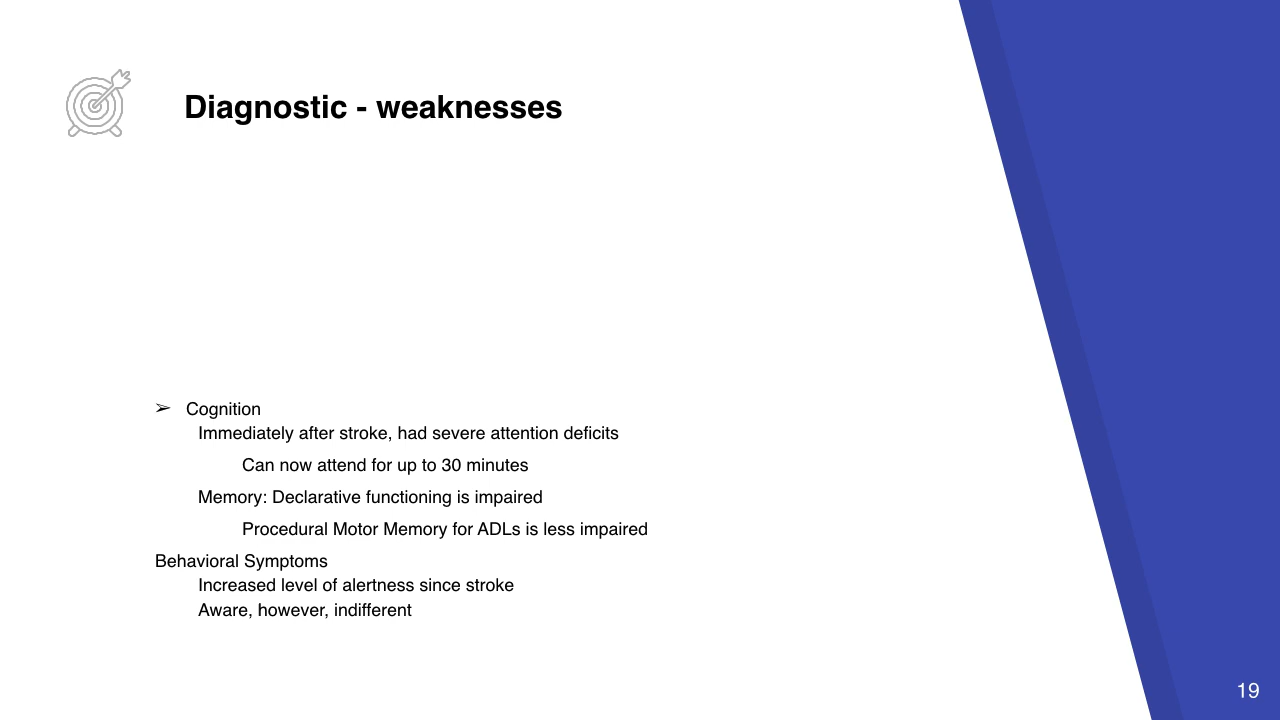 Diagnostic - weaknesses
➢ Cognition
Immediately after stroke, had severe attention deficits
Can now attend for up to 30 minutes
Memory: Declarative functioning is impaired
Procedural Motor Memory for ADLs is less impaired
Behavioral Symptoms
Increased level of alertness since stroke
Aware, however, indifferent
19